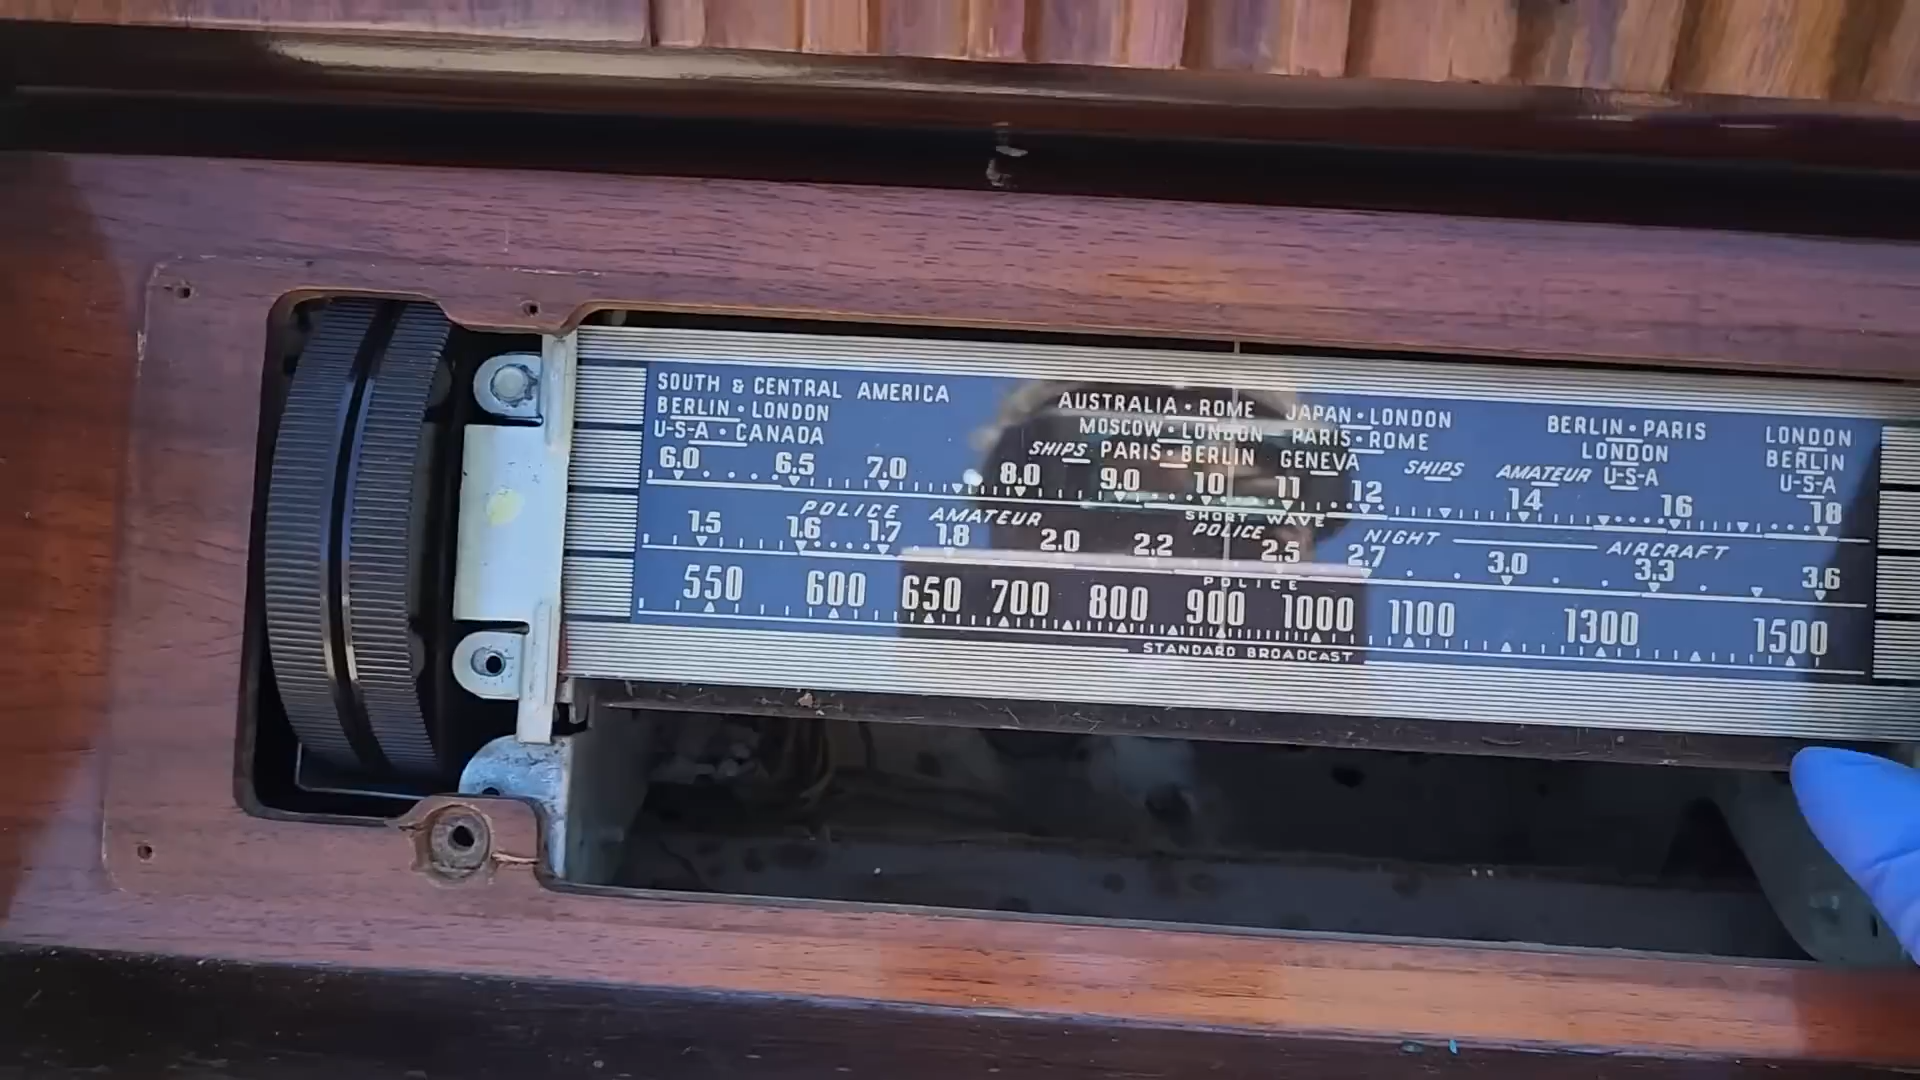 SOUTH & CENTRAL AMERICA
BERLIN • LONDON
U-S-A • CANADA
AUSTRALIA • ROME
MOSCOW • LONDON
SHIPS PARIS • BERLIN
JAPAN • LONDON
PARIS • ROME
GENEVA
SHIPS
BERLIN • PARIS
LONDON
AMATEUR U-S-A
LONDON
BERLIN
U-S-A
6.0 6.5 7.0 8.0 9.0 10 11 12 14 16 18
SHORT WAVE
POLICE AMATEUR POLICE NIGHT AIRCRAFT
1.5 1.6 1.7 1.8 2.0 2.2 2.5 2.7 3.0 3.3 3.6
POLICE
550 600 650 700 800 900 1000 1100 1300 1500
STANDARD BROADCAST